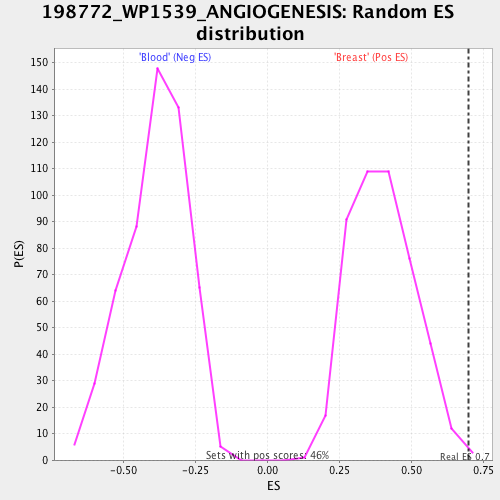 198772_WP1539_ANGIOGENESIS: Random ES
distribution
'Blood' (Neg ES)
'Breast' (Pos ES)
150
140
130
120
110
100
90
80
70
60
50
40
30
20
10
0
P(ES)
Sets with pos scores: 46%
Real ES 0.7
-0.50
-0.25
0.00
0.25
0.50
0.75
ES